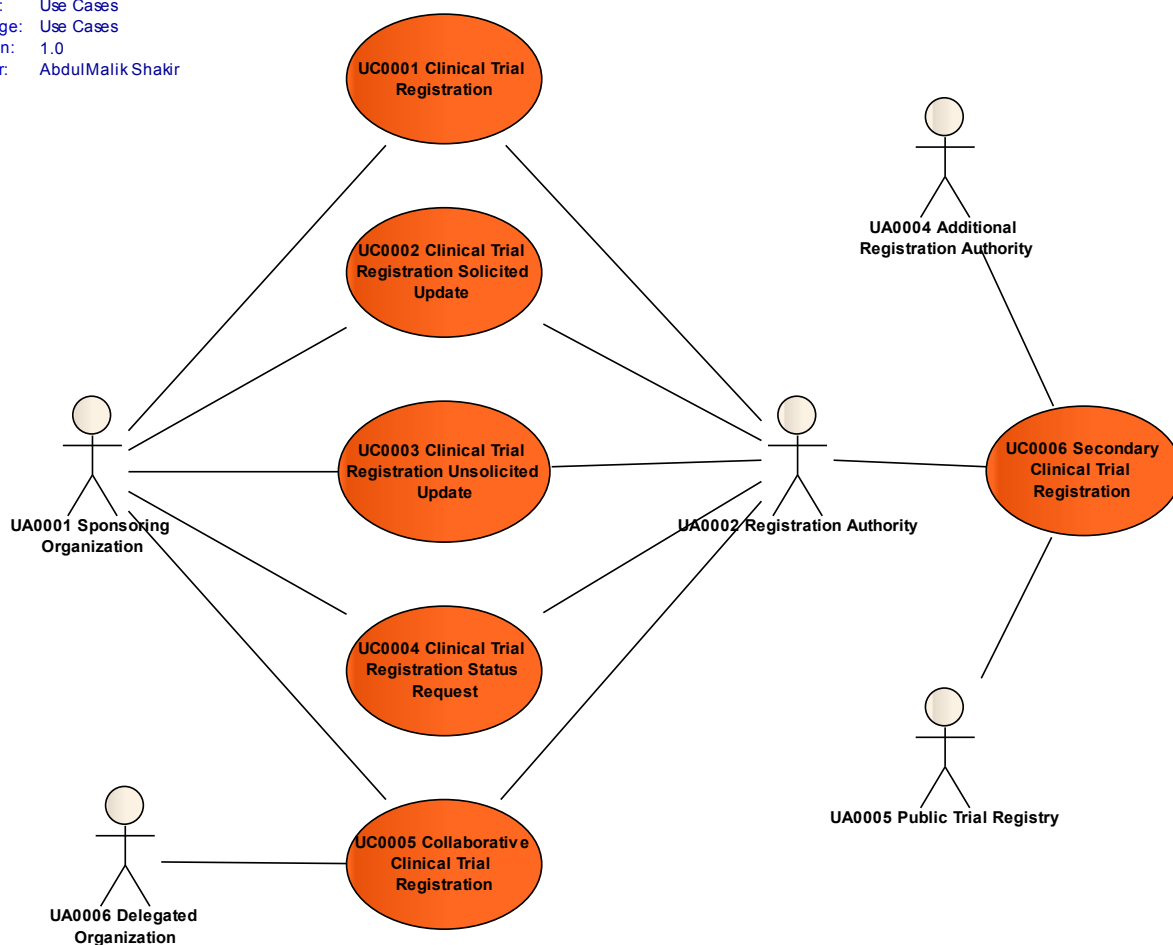 : Use Cases
ge: Use Cases
n: 1.0
r: AbdulMalik Shakir
UC0001 Clinical Trial
Registration
UA0004 Additional
Registration Authority
UC0002 Clinical Trial
Registration Solicited
Update
UC0003 Clinical Trial
Registration Unsolicited
Update
UC0006 Secondary
Clinical Trial
Registration
UA0001 Sponsoring
Organization
UA0002 Registration Authority
UC0004 Clinical Trial
Registration Status
Request
UA0005 Public Trial Registry
UC0005 Collaborative
Clinical Trial
Registration
UA0006 Delegated
Organization